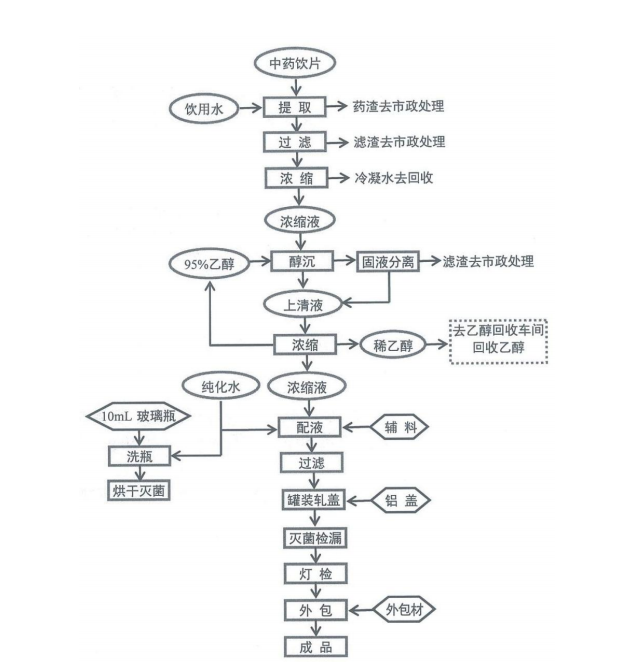 中药饮片
饮用水
提 取
药渣去市政处理
过 滤
滤渣去市政处理
浓 缩
冷凝水去回收
浓缩液
95%乙醇
醇沉
固液分离
滤渣去市政处理
上清液
浓缩
稀乙醇
去乙醇回收车间
回收乙醇
纯化水
浓缩液
10mL 玻璃瓶
配液
辅 料
洗瓶
过滤
烘干灭菌
罐装轧盖
铝 盖
灭菌检漏
灯 检
外 包
外包材
成 品